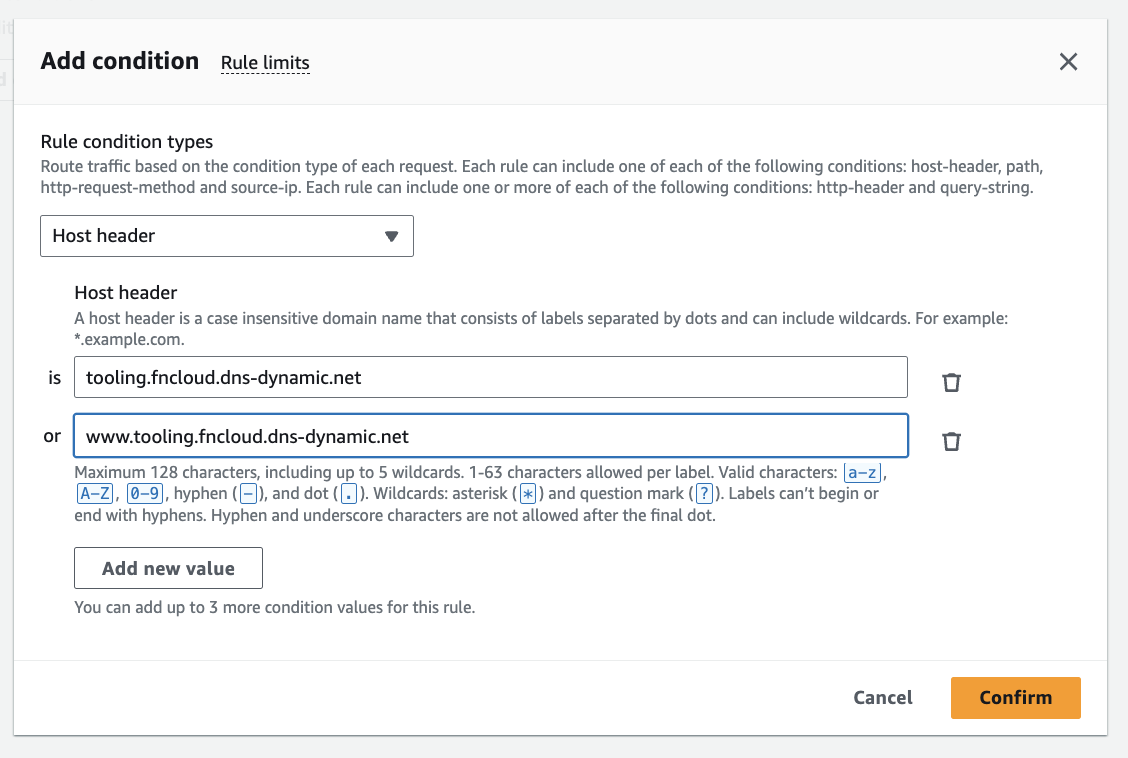 Add condition Rule limits
Rule condition types
Route traffic based on the condition type of each request. Each rule can include one of each of the following conditions: host-header, path,
http-request-method and source-ip. Each rule can include one or more of each of the following conditions: http-header and query-string.
Host header
Host header
A host header is a case insensitive domain name that consists of labels separated by dots and can include wildcards. For example:
*.example.com.
is tooling.fncloud.dns-dynamic.net
or www.tooling.fncloud.dns-dynamic.net
Maximum 128 characters, including up to 5 wildcards. 1-63 characters allowed per label. Valid characters: a-z,
A-Z, 0-9, hyphen (-), and dot (.). Wildcards: asterisk (*) and question mark (?). Labels can’t begin or
end with hyphens. Hyphen and underscore characters are not allowed after the final dot.
Add new value
You can add up to 3 more condition values for this rule.
Cancel Confirm